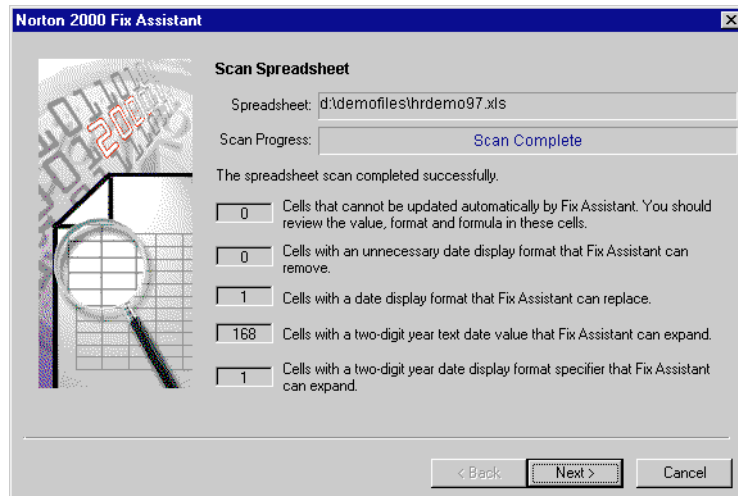 Norton 2000 Fix Assistant
Scan Spreadsheet
Spreadsheet: d:\demofiles\hrdemo97.xls
Scan Progress: Scan Complete
The spreadsheet scan completed successfully.
0 Cells that cannot be updated automatically by Fix Assistant. You should
review the value, format and formula in these cells.
0 Cells with an unnecessary date display format that Fix Assistant can
remove.
1 Cells with a date display format that Fix Assistant can replace.
168 Cells with a two-digit year text date value that Fix Assistant can expand.
1 Cells with a two-digit year date display format specifier that Fix Assistant
can expand.
< Back Next > Cancel